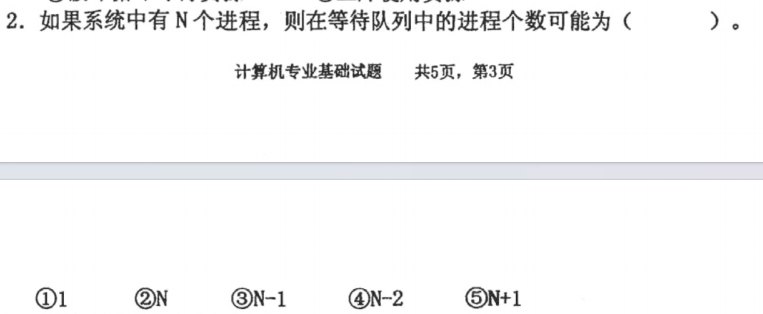 2. 如果系统中有 N 个进程，则在等待队列中的进程个数可能为（ ）。
计算机专业基础试题 共5页，第3页
①1 ②N ③N-1 ④N-2 ⑤N+1